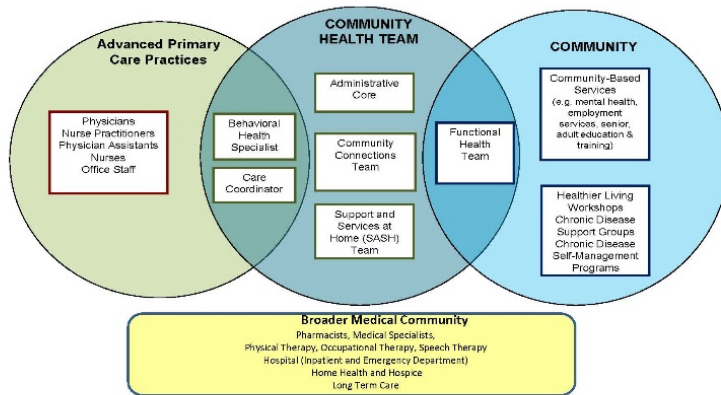 Advanced Primary
Care Practices
Physicians
Nurse Practitioners
Physician Assistants
Nurses
Office Staff
Behavioral
Health
Specialist
Care
Coordinator
COMMUNITY
HEALTH TEAM
Administrative
Core
Community
Connections
Team
Support and
Services at
Home (SASH)
Team
Functional
Health
Team
COMMUNITY
Community-Based
Services
(e.g. mental health,
employment
services, senior,
adult education &
training)
Healthier Living
Workshops
Chronic Disease
Support Groups
Chronic Disease
Self-Management
Programs
Broader Medical Community
Pharmacists, Medical Specialists,
Physical Therapy, Occupational Therapy, Speech Therapy
Hospital (Inpatient and Emergency Department)
Home Health and Hospice
Long Term Care